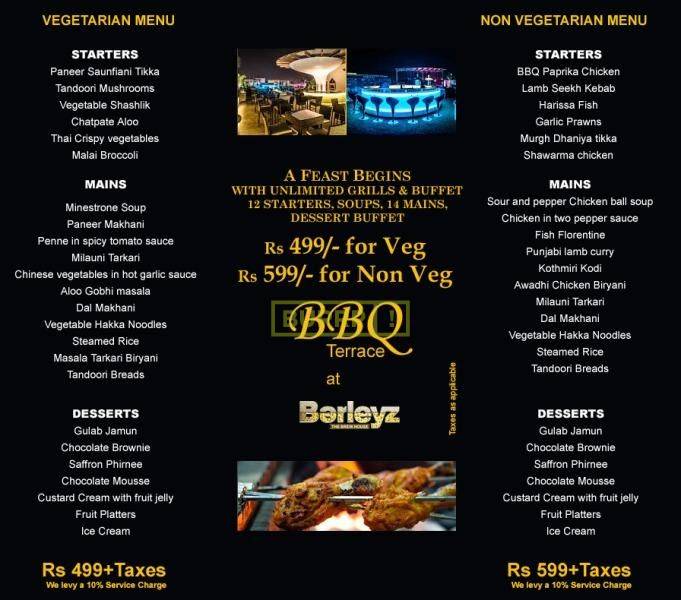 VEGETARIAN MENU
STARTERS
Paneer Saunfiani Tikka
Tandoori Mushrooms
Vegetable Shashlik
Chatpate Aloo
Thai Crispy vegetables
Malai Broccoli
MAINS
Minestrone Soup
Paneer Makhani
Penne in spicy tomato sauce
Milauni Tarkari
Chinese vegetables in hot garlic sauce
Aloo Gobhi masala
Dal Makhani
Vegetable Hakka Noodles
Steamed Rice
Masala Tarkari Biryani
Tandoori Breads
DESSERTS
Gulab Jamun
Chocolate Brownie
Saffron Phirnee
Chocolate Mousse
Custard Cream with fruit jelly
Fruit Platters
Ice Cream
Rs 499+Taxes
We levy a 10% Service Charge
A FEAST BEGINS
WITH UNLIMITED GRILLS & BUFFET
12 STARTERS, SOUPS, 14 MAINS,
DESSERT BUFFET
Rs 499/- for Veg
Rs 599/- for Non Veg
BBQ
Terrace
at
Barleyz
THE BREW HOUSE
Taxes as applicable
NON VEGETARIAN MENU
STARTERS
BBQ Paprika Chicken
Lamb Seekh Kebab
Harissa Fish
Garlic Prawns
Murgh Dhaniya tikka
Shawarma chicken
MAINS
Sour and pepper Chicken ball soup
Chicken in two pepper sauce
Fish Florentine
Punjabi lamb curry
Kothmiri Kodi
Awadhi Chicken Biryani
Milauni Tarkari
Dal Makhani
Vegetable Hakka Noodles
Steamed Rice
Tandoori Breads
DESSERTS
Gulab Jamun
Chocolate Brownie
Saffron Phirnee
Chocolate Mousse
Custard Cream with fruit jelly
Fruit Platters
Ice Cream
Rs 599+Taxes
We levy a 10% Service Charge